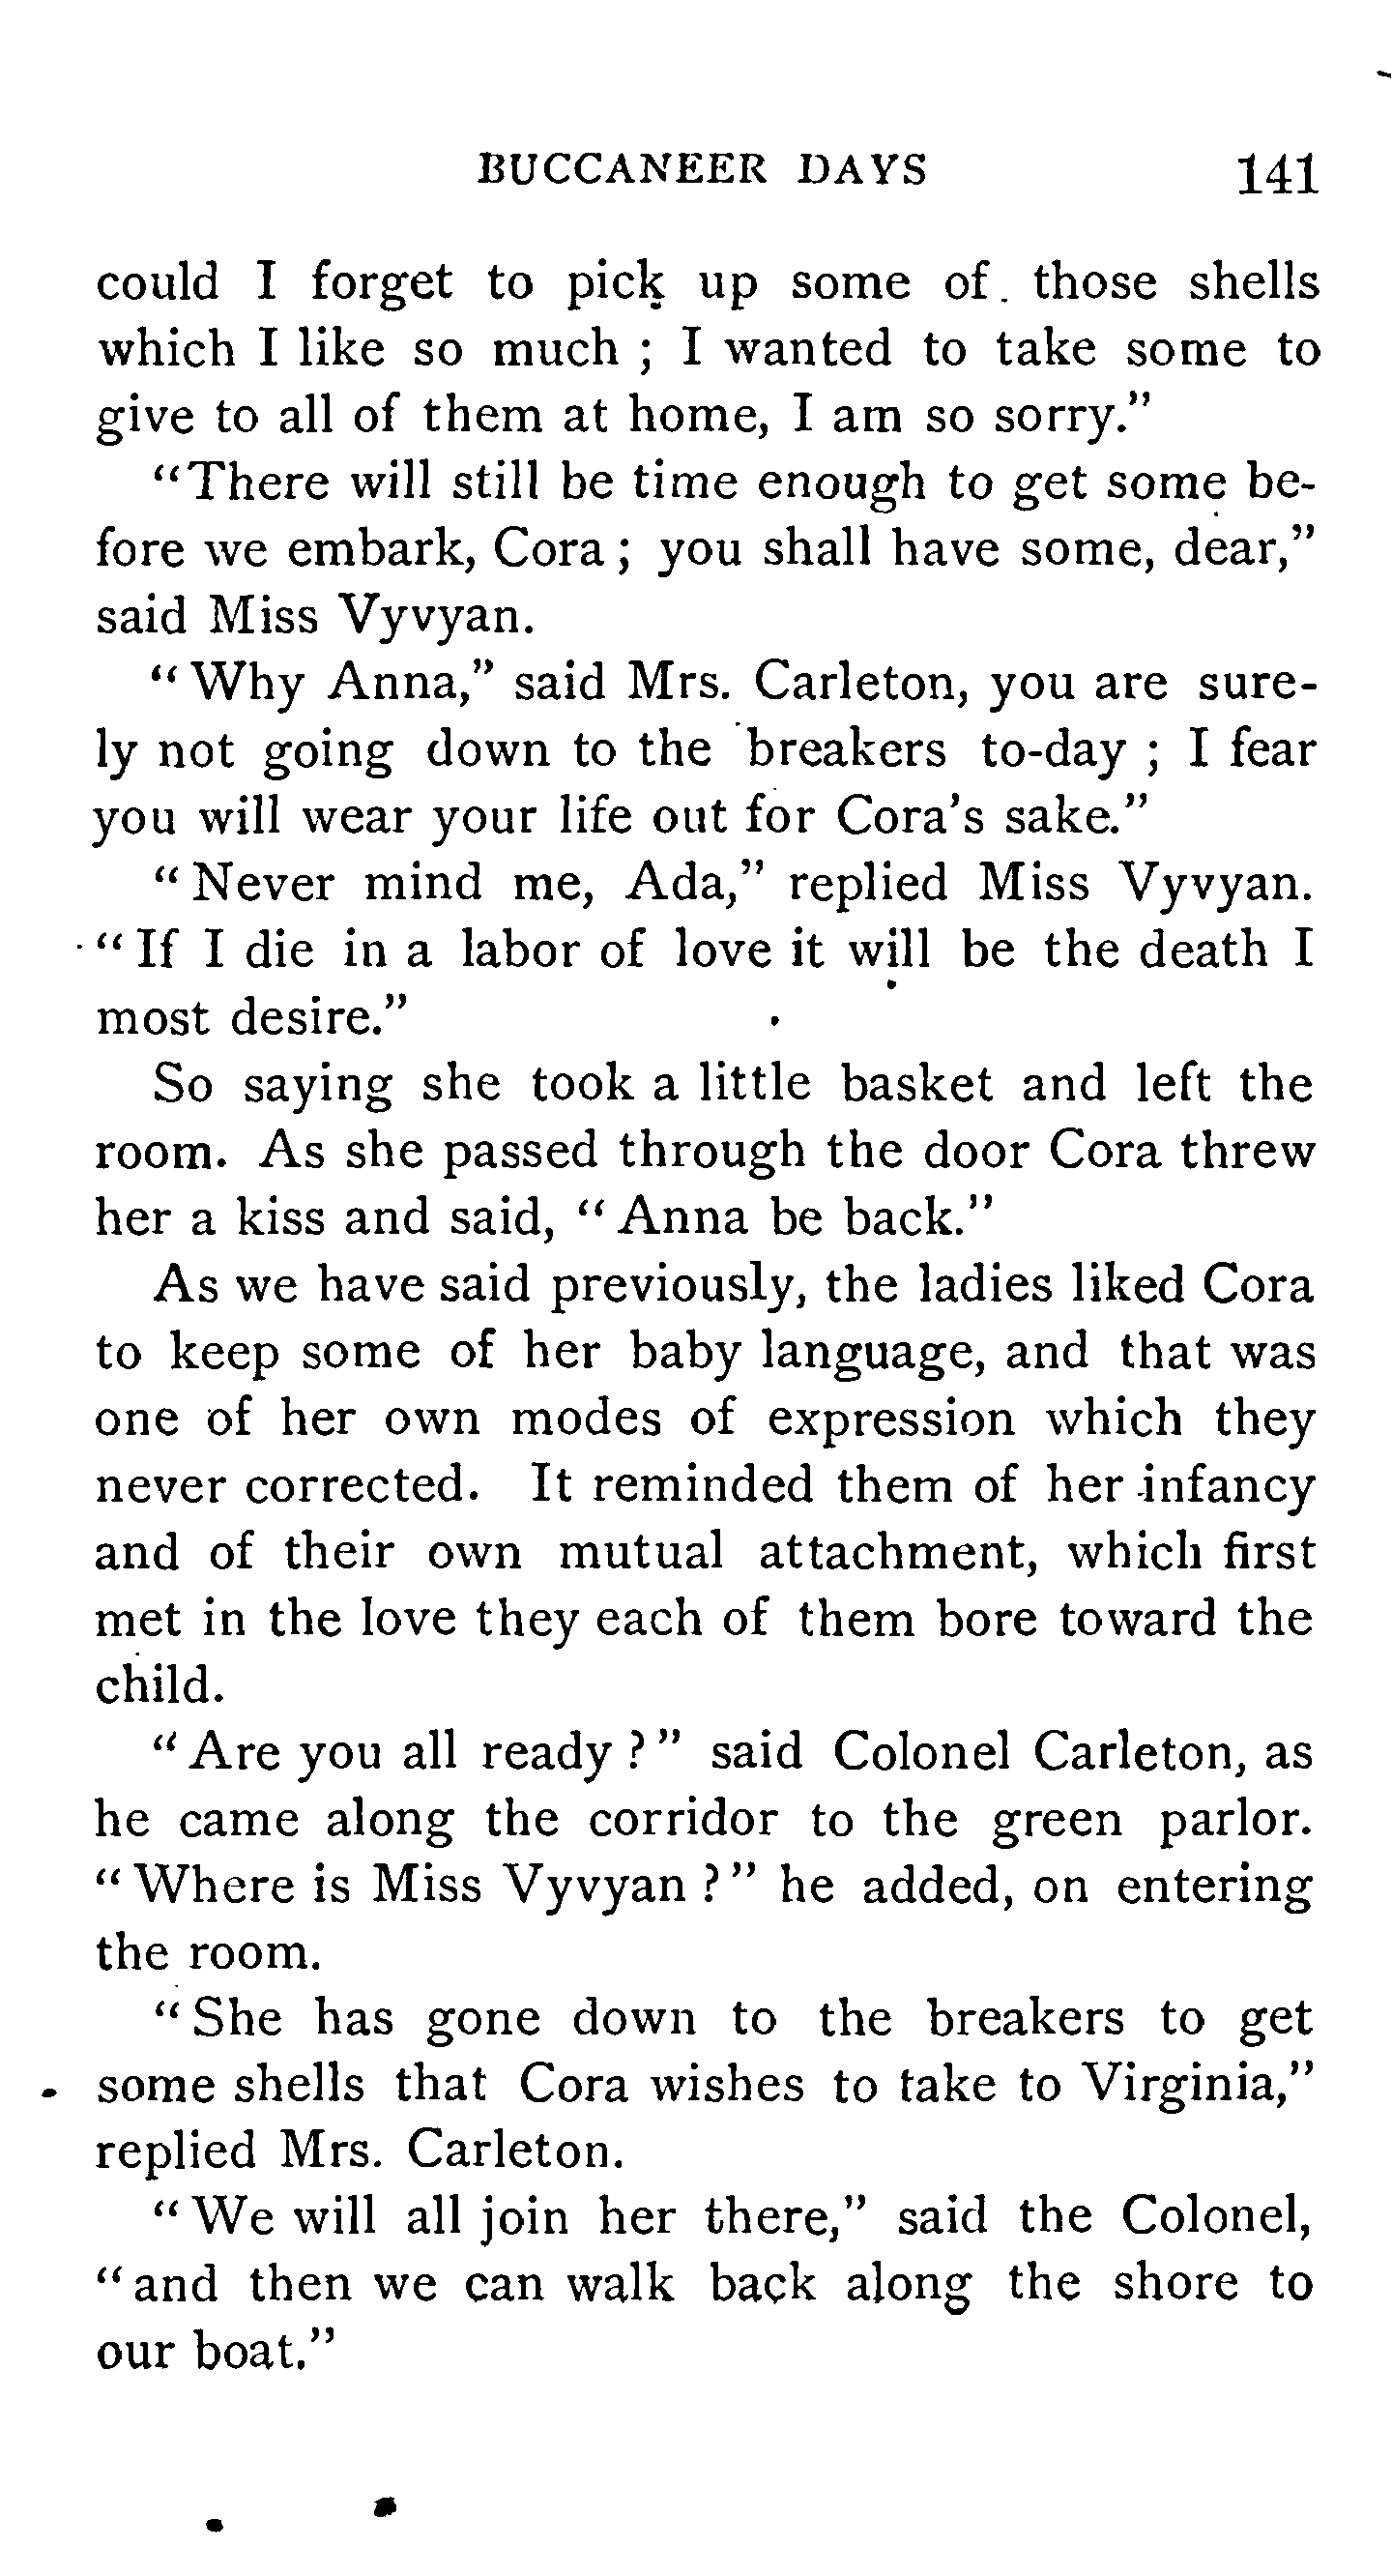 BUCCANEER DAYS 141
could I forget to pick up some of. those shells
which I like so much ; I wanted to take some to
give to all of them at home, I am so sorry."
"There will still be time enough to get some be-
fore we embark, Cora ; you shall have some, dear,"
said Miss Vyvyan.
" Why Anna," said Mrs. Carleton, you are sure-
ly not going down to the breakers to-day ; I fear
you will wear your life out for Cora's sake."
" Never mind me, Ada," replied Miss Vyvyan.
" If I die in a labor of love it will be the death I
most desire."
So saying she took a little basket and left the
room. As she passed through the door Cora threw
her a kiss and said, " Anna be back."
As we have said previously, the ladies liked Cora
to keep some of her baby language, and that was
one of her own modes of expression which they
never corrected. It reminded them of her infancy
and of their own mutual attachment, which first
met in the love they each of them bore toward the
child.
" Are you all ready ? " said Colonel Carleton, as
he came along the corridor to the green parlor.
" Where is Miss Vyvyan ? " he added, on entering
the room.
" She has gone down to the breakers to get
some shells that Cora wishes to take to Virginia,"
replied Mrs. Carleton.
" We will all join her there," said the Colonel,
" and then we can walk back along the shore to
our boat."